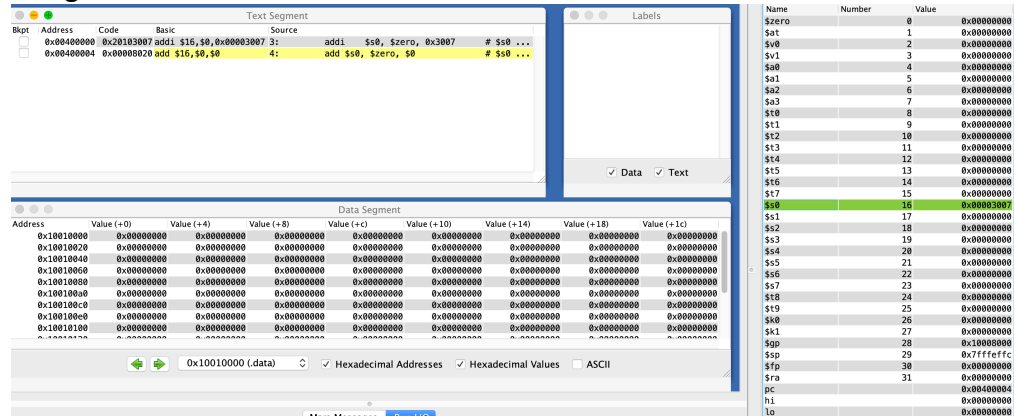 Text Segment
Bkpt Address Code Basic Source
0x00400000 0x20103007 addi $16,$0,0x00003007 3: addi $s0, $zero, 0x3007 # $s0 ...
0x00400004 0x00008020 add $16,$0,$0 4: add $s0, $zero, $0 # $s0 ...
Labels
Data Text
Data Segment
Address Value (+0) Value (+4) Value (+8) Value (+c) Value (+10) Value (+14) Value (+18) Value (+1c)
0x10010000 0x00000000 0x00000000 0x00000000 0x00000000 0x00000000 0x00000000 0x00000000 0x00000000
0x10010020 0x00000000 0x00000000 0x00000000 0x00000000 0x00000000 0x00000000 0x00000000 0x00000000
0x10010040 0x00000000 0x00000000 0x00000000 0x00000000 0x00000000 0x00000000 0x00000000 0x00000000
0x10010060 0x00000000 0x00000000 0x00000000 0x00000000 0x00000000 0x00000000 0x00000000 0x00000000
0x10010080 0x00000000 0x00000000 0x00000000 0x00000000 0x00000000 0x00000000 0x00000000 0x00000000
0x100100a0 0x00000000 0x00000000 0x00000000 0x00000000 0x00000000 0x00000000 0x00000000 0x00000000
0x100100c0 0x00000000 0x00000000 0x00000000 0x00000000 0x00000000 0x00000000 0x00000000 0x00000000
0x100100e0 0x00000000 0x00000000 0x00000000 0x00000000 0x00000000 0x00000000 0x00000000 0x00000000
0x10010100 0x00000000 0x00000000 0x00000000 0x00000000 0x00000000 0x00000000 0x00000000 0x00000000
0x10010000 (.data) Hexadecimal Addresses Hexadecimal Values ASCII
Name Number Value
$zero 0 0x00000000
$at 1 0x00000000
$v0 2 0x00000000
$v1 3 0x00000000
$a0 4 0x00000000
$a1 5 0x00000000
$a2 6 0x00000000
$a3 7 0x00000000
$t0 8 0x00000000
$t1 9 0x00000000
$t2 10 0x00000000
$t3 11 0x00000000
$t4 12 0x00000000
$t5 13 0x00000000
$t6 14 0x00000000
$t7 15 0x00000000
$s0 16 0x00003007
$s1 17 0x00000000
$s2 18 0x00000000
$s3 19 0x00000000
$s4 20 0x00000000
$s5 21 0x00000000
$s6 22 0x00000000
$s7 23 0x00000000
$t8 24 0x00000000
$t9 25 0x00000000
$k0 26 0x00000000
$k1 27 0x00000000
$gp 28 0x10008000
$sp 29 0x7fffeffc
$fp 30 0x00000000
$ra 31 0x00000000
pc 0x00400004
hi 0x00000000
lo 0x00000000